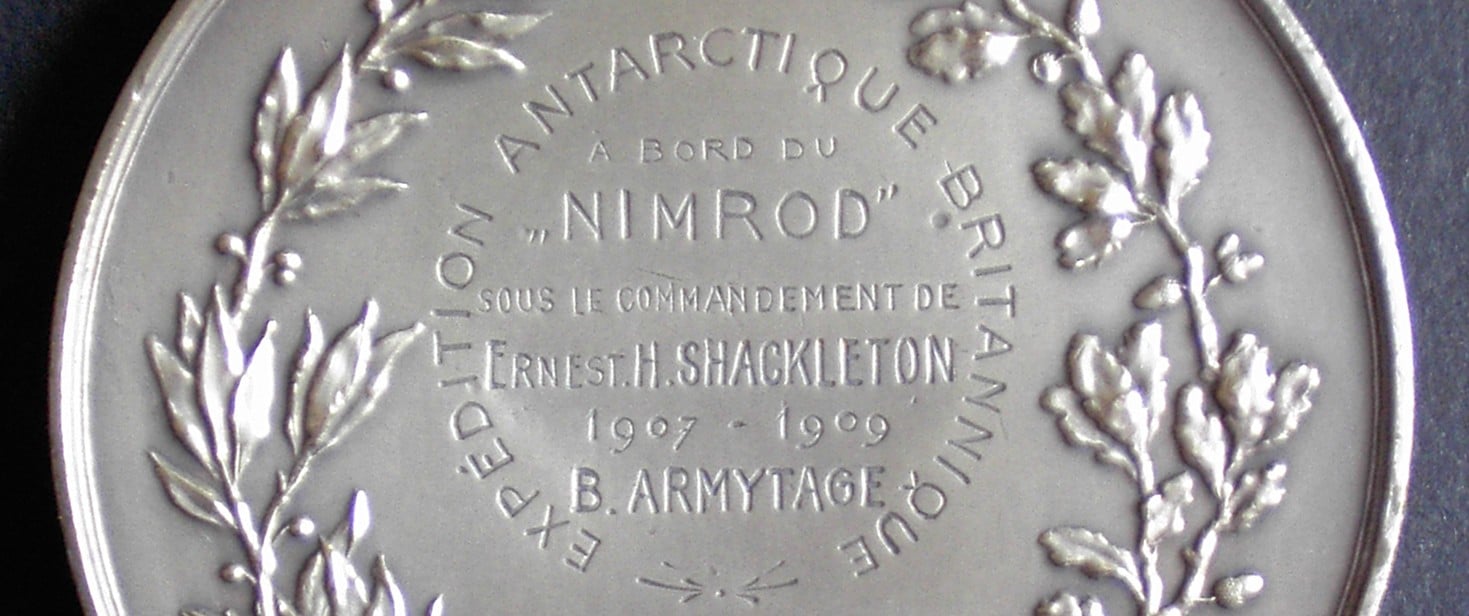 EXPÉDITION ANTARCTIQUE BRITANNIQUE
À BORD DU
„NIMROD”
SOUS LE COMMANDEMENT DE
ERNEST.H.SHACKLETON
1907 - 1909
B. ARMYTAGE